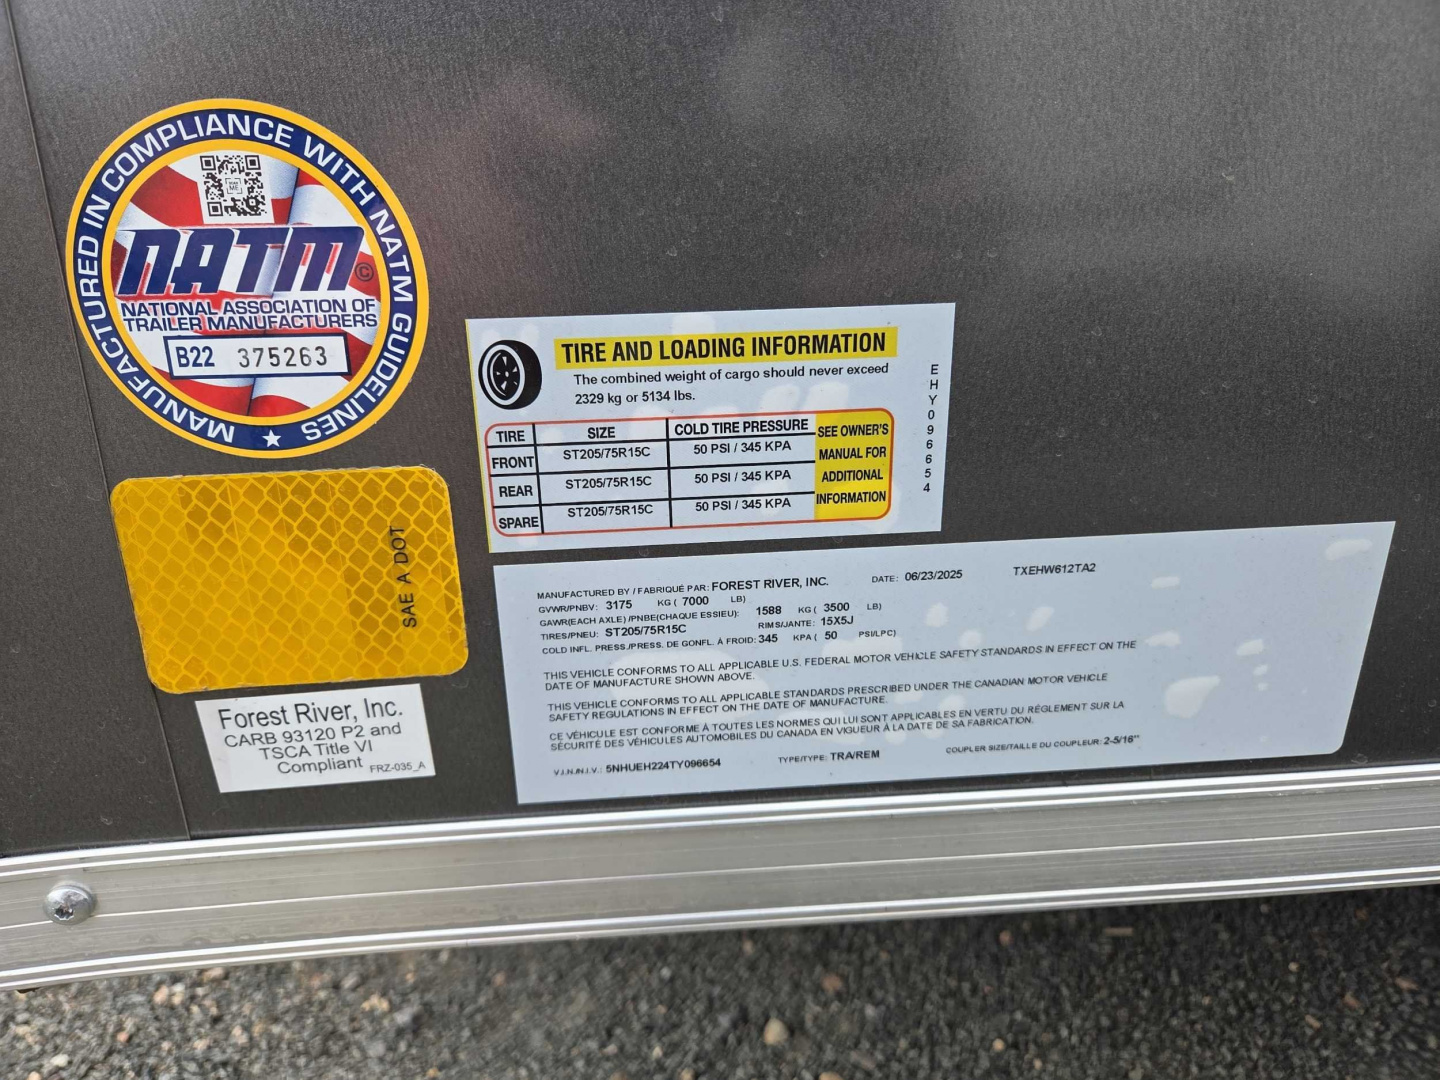 MANUFACTURED IN COMPLIANCE WITH NATM GUIDELINES
NATM ©
NATIONAL ASSOCIATION OF
TRAILER MANUFACTURERS
B22 375263
SAE A DOT
Forest River, Inc.
CARB 93120 P2 and
TSCA Title VI
Compliant FRZ-035_A
TIRE AND LOADING INFORMATION
The combined weight of cargo should never exceed
2329 kg or 5134 lbs.
TIRE SIZE COLD TIRE PRESSURE
FRONT ST205/75R15C 50 PSI / 345 KPA
REAR ST205/75R15C 50 PSI / 345 KPA
SPARE ST205/75R15C 50 PSI / 345 KPA
SEE OWNER'S
MANUAL FOR
ADDITIONAL
INFORMATION
EHY096654
MANUFACTURED BY / FABRIQUÉ PAR: FOREST RIVER, INC. DATE: 06/23/2025 TXEHW612TA2
GVWR/PNBV: 3175 KG ( 7000 LB)
GAWR(EACH AXLE) /PNBE(CHAQUE ESSIEU): 1588 KG ( 3500 LB)
TIRES/PNEU: ST205/75R15C RIMS/JANTE: 15X5J
COLD INFL. PRESS./PRESS. DE GONFL. À FROID: 345 KPA ( 50 PSI/LPC)
THIS VEHICLE CONFORMS TO ALL APPLICABLE U.S. FEDERAL MOTOR VEHICLE SAFETY STANDARDS IN EFFECT ON THE
DATE OF MANUFACTURE SHOWN ABOVE.
THIS VEHICLE CONFORMS TO ALL APPLICABLE STANDARDS PRESCRIBED UNDER THE CANADIAN MOTOR VEHICLE
SAFETY REGULATIONS IN EFFECT ON THE DATE OF MANUFACTURE.
CE VÉHICULE EST CONFORME À TOUTES LES NORMES QUI LUI SONT APPLICABLES EN VERTU DU RÈGLEMENT SUR LA
SÉCURITÉ DES VÉHICULES AUTOMOBILES DU CANADA EN VIGUEUR À LA DATE DE SA FABRICATION.
V.I.N./N.I.V.: 5NHUEH224TY096654 TYPE/TYPE: TRA/REM COUPLER SIZE/TAILLE DU COUPLEUR: 2-5/16"